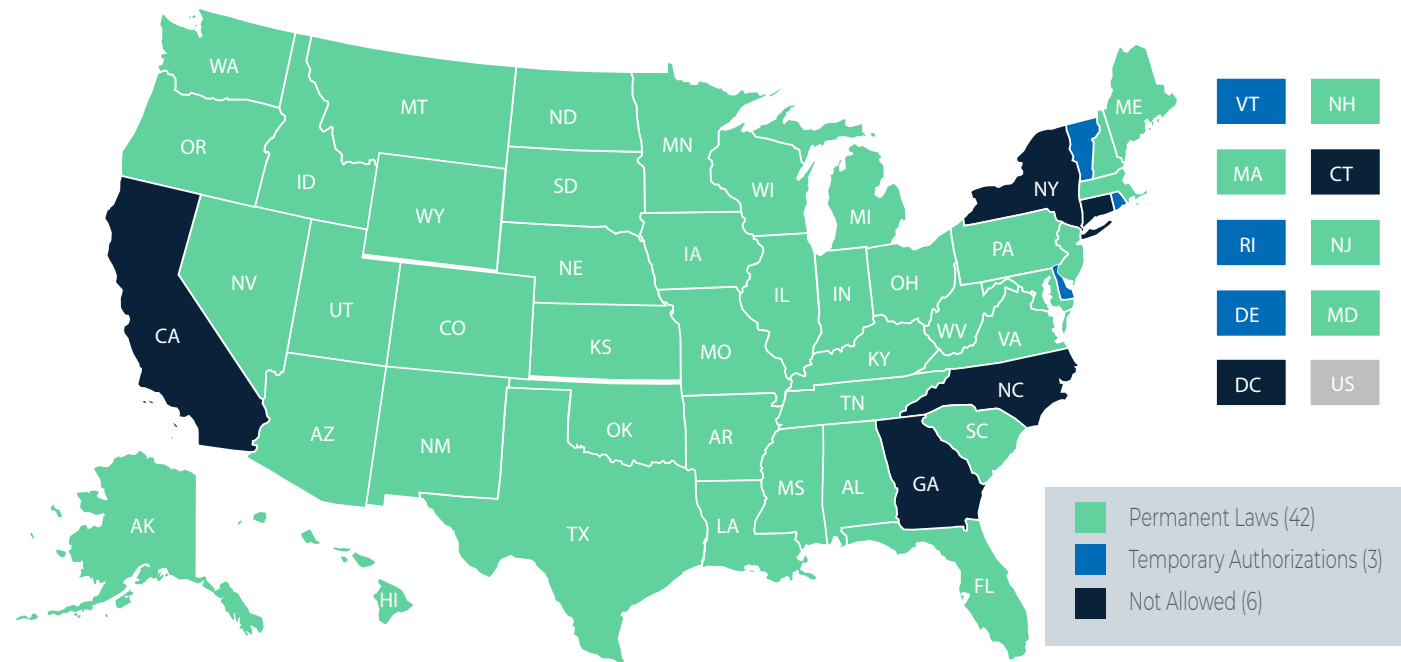 WA
MT
ND
MN
OR
ID
SD
WI
WY
MI
NY
ME
VT
NH
MA
CT
RI
NJ
DE
MD
DC
US
CA
NV
UT
CO
NE
KS
IA
MO
IL
IN
OH
PA
WV
VA
KY
NC
TN
SC
AZ
NM
OK
AR
MS
AL
GA
TX
LA
FL
AK
HI
Permanent Laws (42)
Temporary Authorizations (3)
Not Allowed (6)